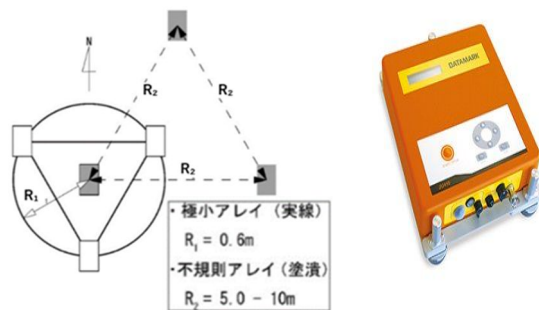 N
R₂
R₂
R₂
R₁
・極小アレイ（実線）
R₁ = 0.6m
・不規則アレイ（塗潰）
R₂ = 5.0 - 10m
DATAMARK